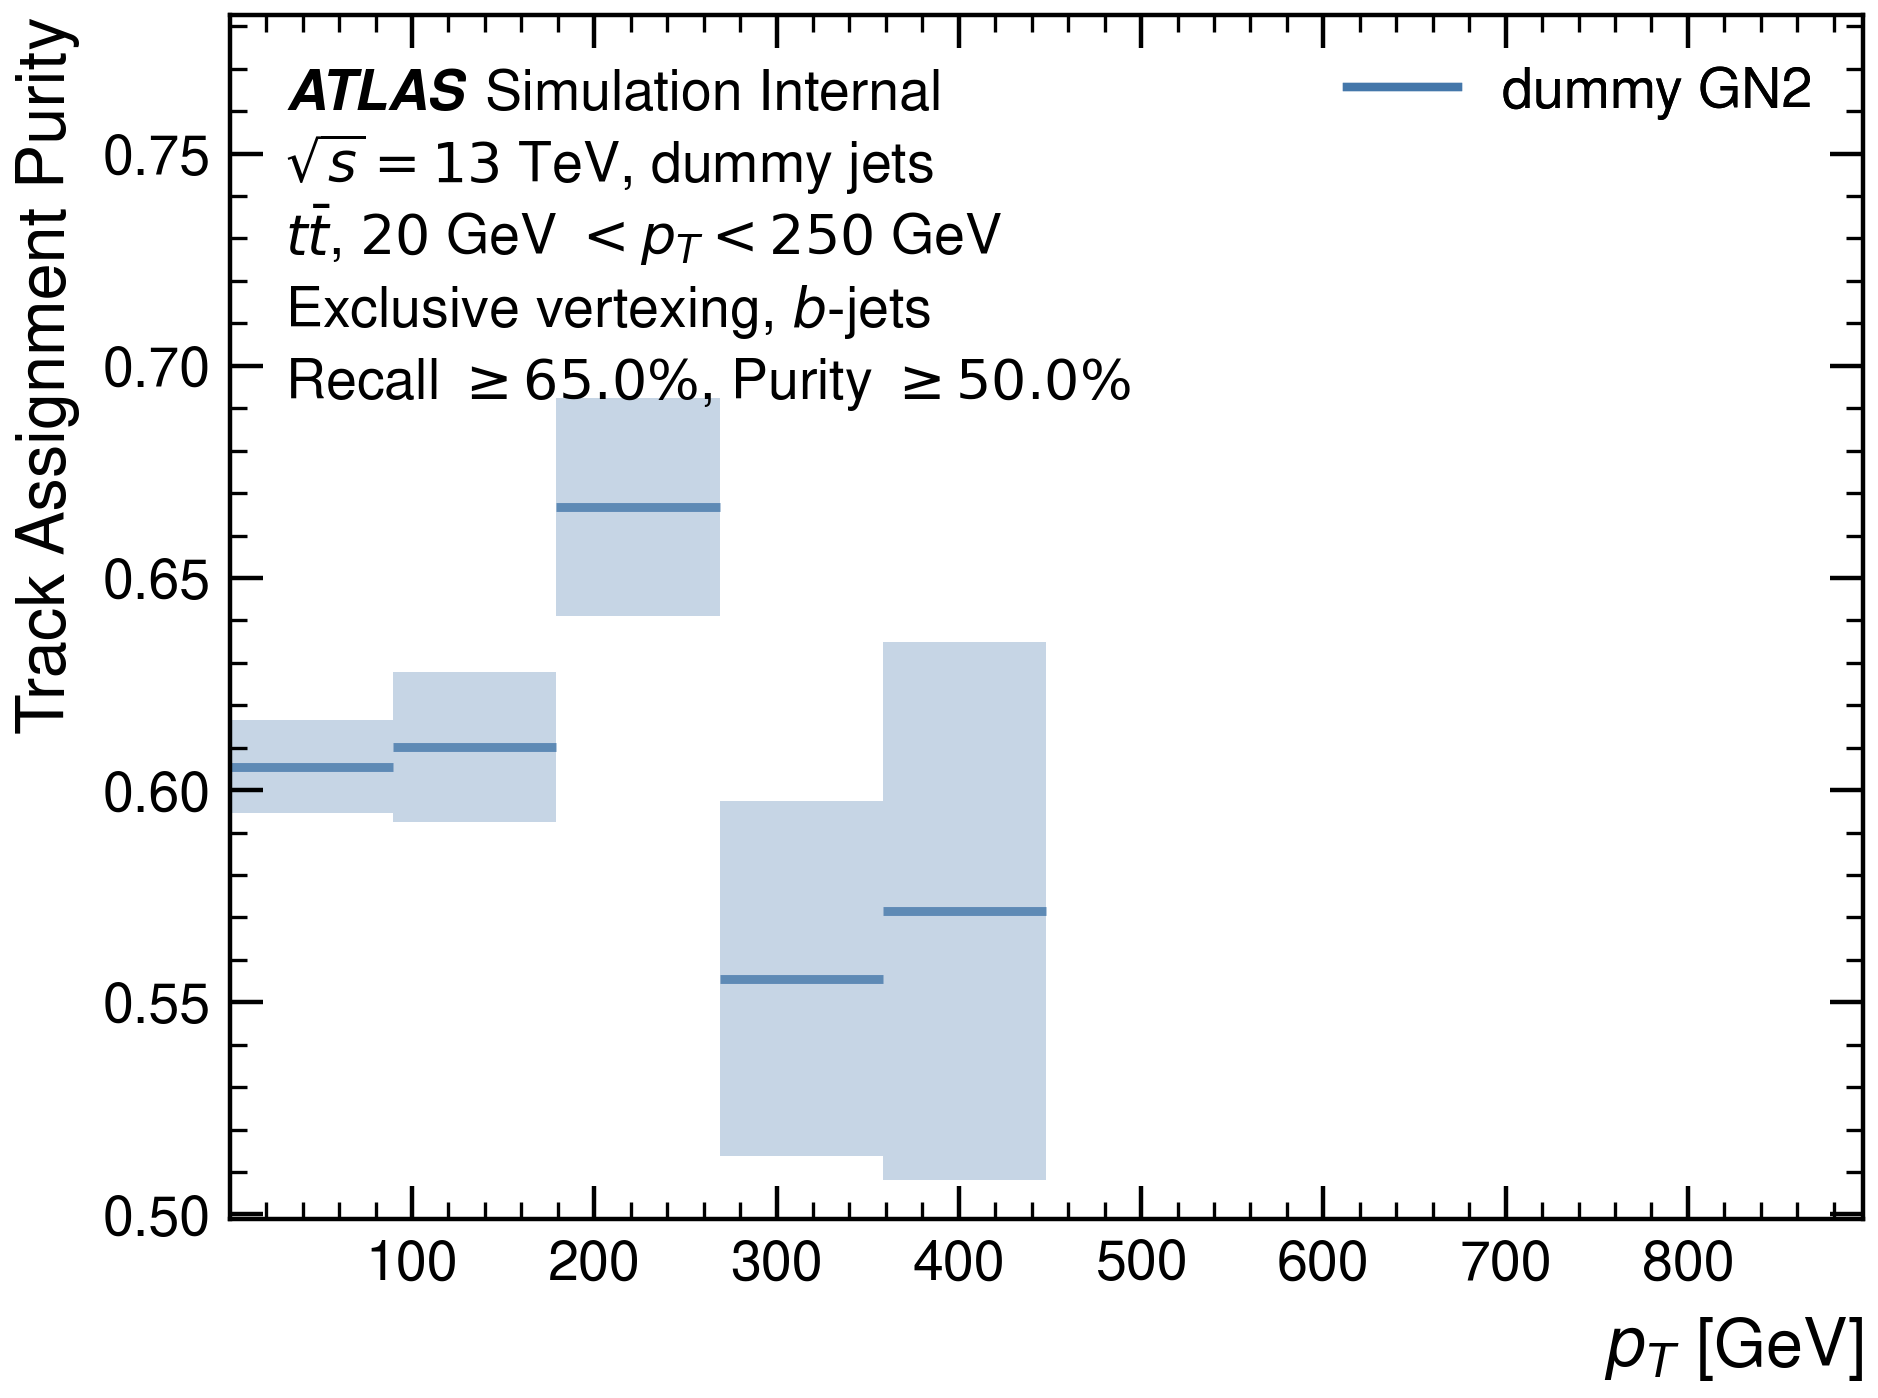 Track Assignment Purity
ATLAS Simulation Internal
√s = 13 TeV, dummy jets
tt̄, 20 GeV < p_T < 250 GeV
Exclusive vertexing, b-jets
Recall ≥ 65.0%, Purity ≥ 50.0%
dummy GN2
0.75
0.70
0.65
0.60
0.55
0.50
100 200 300 400 500 600 700 800
p_T [GeV]